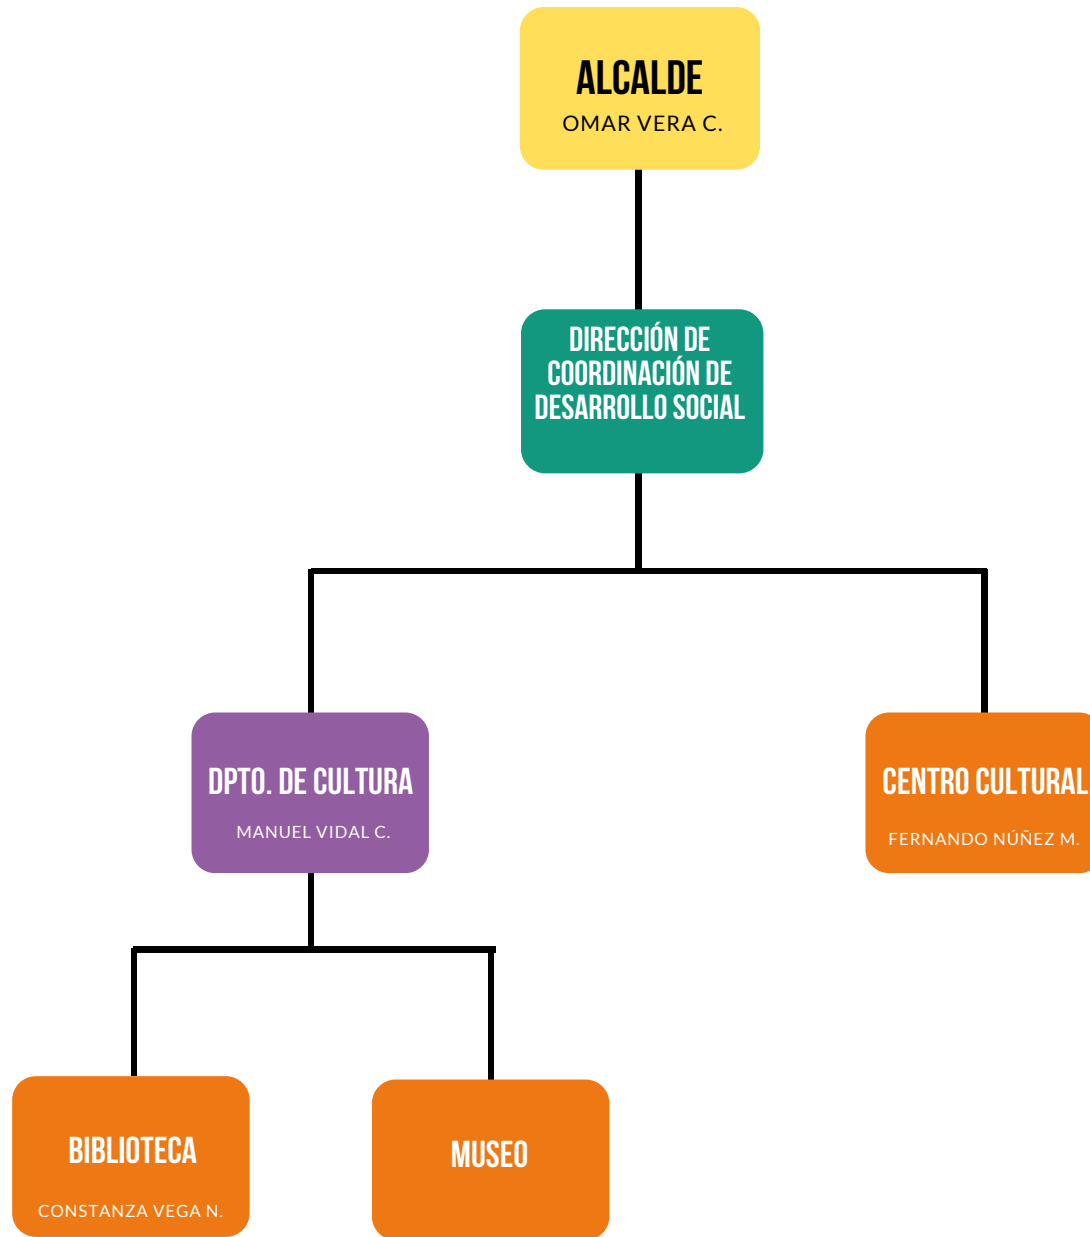 ALCALDE
OMAR VERA C.
DIRECCIÓN DE
COORDINACIÓN DE
DESARROLLO SOCIAL
DPTO. DE CULTURA
MANUEL VIDAL C.
CENTRO CULTURAL
FERNANDO NÚÑEZ M.
BIBLIOTECA
CONSTANZA VEGA N.
MUSEO